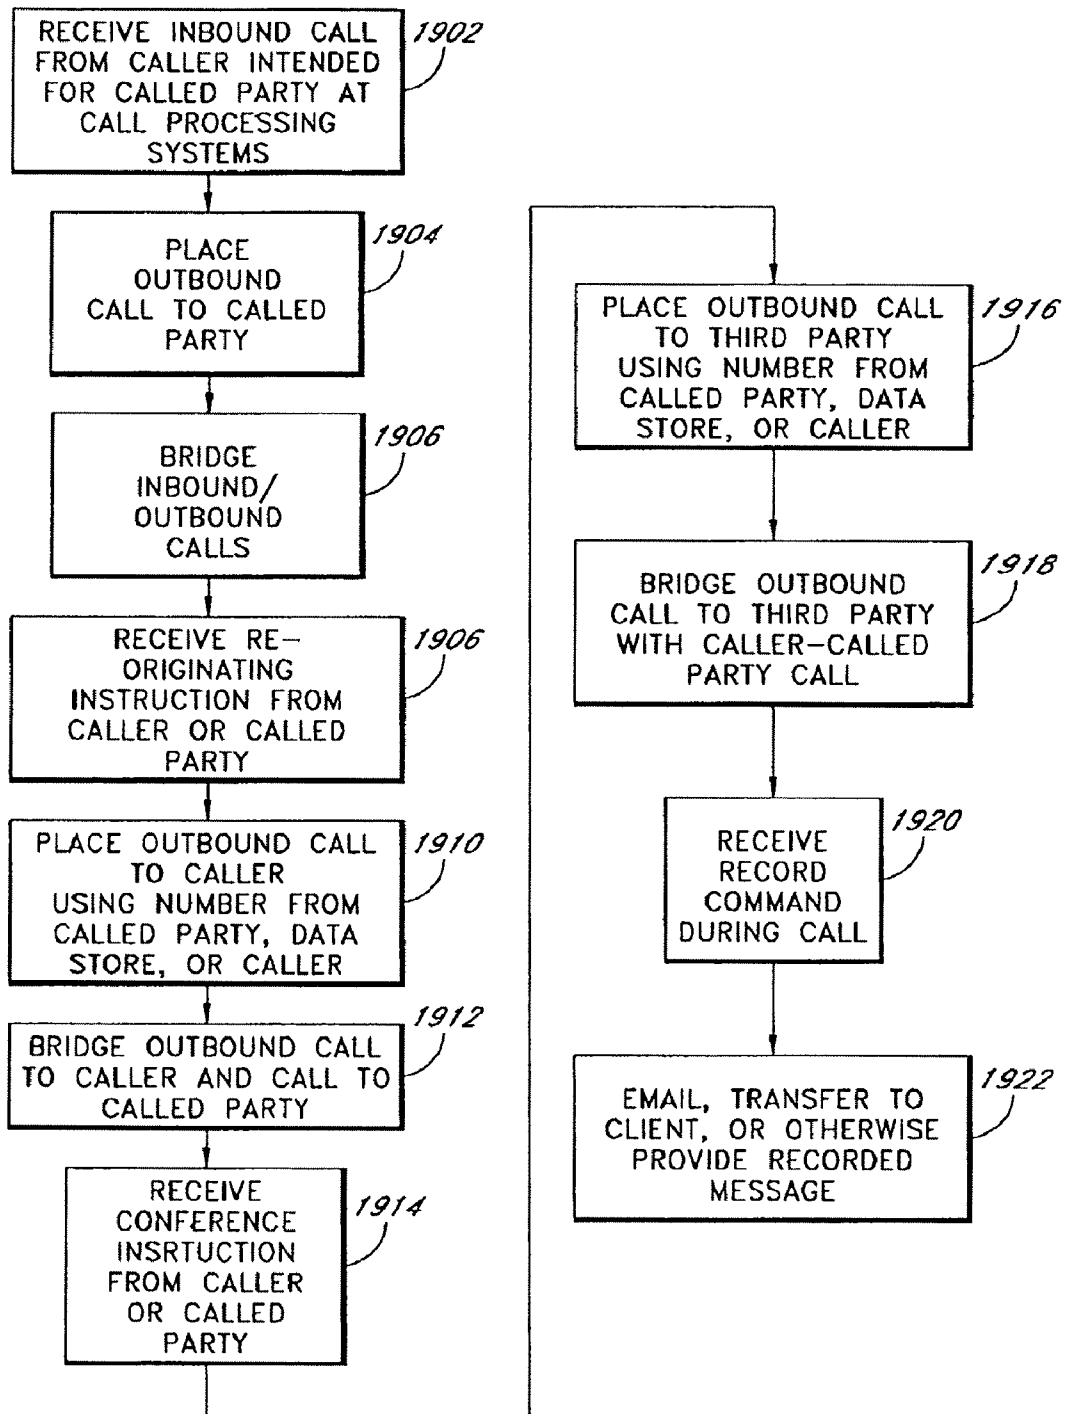 RECEIVE INBOUND CALL
FROM CALLER INTENDED
FOR CALLED PARTY AT
CALL PROCESSING
SYSTEMS
1902
PLACE
OUTBOUND
CALL TO CALLED
PARTY
1904
BRIDGE
INBOUND/
OUTBOUND
CALLS
1906
RECEIVE RE-
ORIGINATING
INSTRUCTION FROM
CALLER OR CALLED
PARTY
1906
PLACE OUTBOUND CALL
TO CALLER
USING NUMBER FROM
CALLED PARTY, DATA
STORE, OR CALLER
1910
BRIDGE OUTBOUND CALL
TO CALLER AND CALL TO
CALLED PARTY
1912
RECEIVE
CONFERENCE
INSRTUCTION
FROM CALLER
OR CALLED
PARTY
1914
PLACE OUTBOUND CALL
TO THIRD PARTY
USING NUMBER FROM
CALLED PARTY, DATA
STORE, OR CALLER
1916
BRIDGE OUTBOUND
CALL TO THIRD PARTY
WITH CALLER-CALLED
PARTY CALL
1918
RECEIVE
RECORD
COMMAND
DURING CALL
1920
EMAIL, TRANSFER TO
CLIENT, OR OTHERWISE
PROVIDE RECORDED
MESSAGE
1922